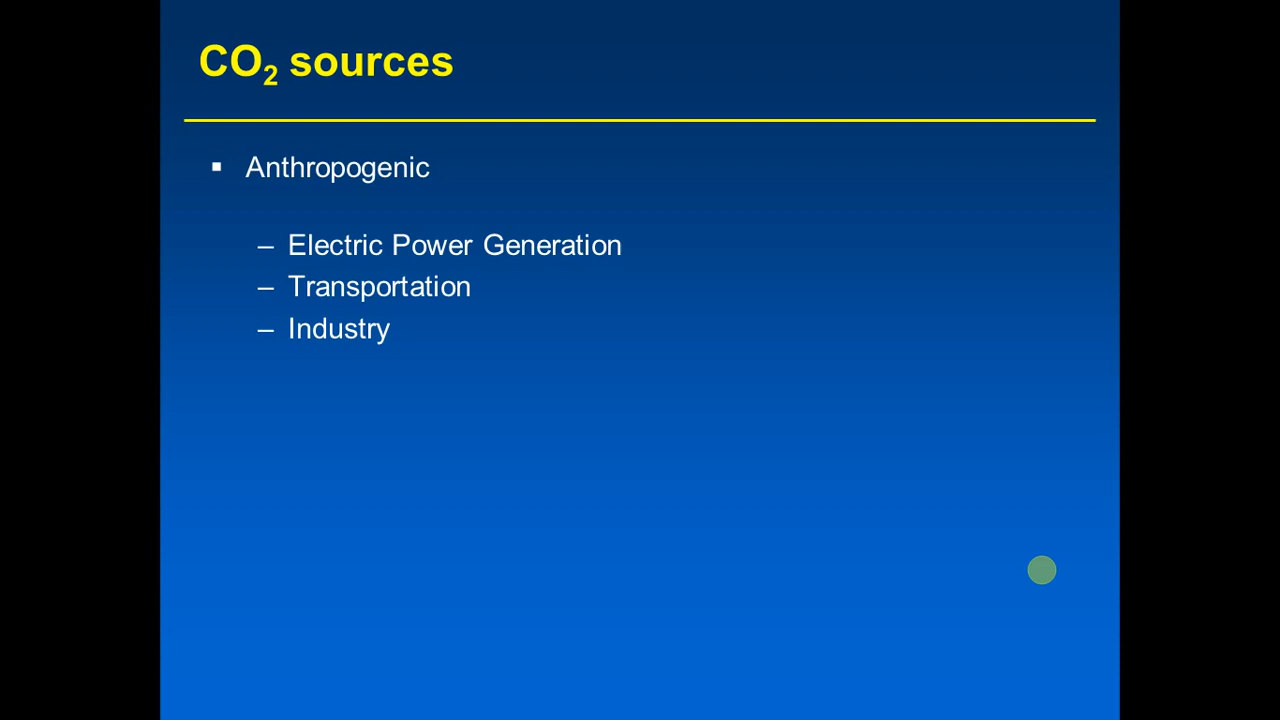 CO₂ sources
▪ Anthropogenic
– Electric Power Generation
– Transportation
– Industry